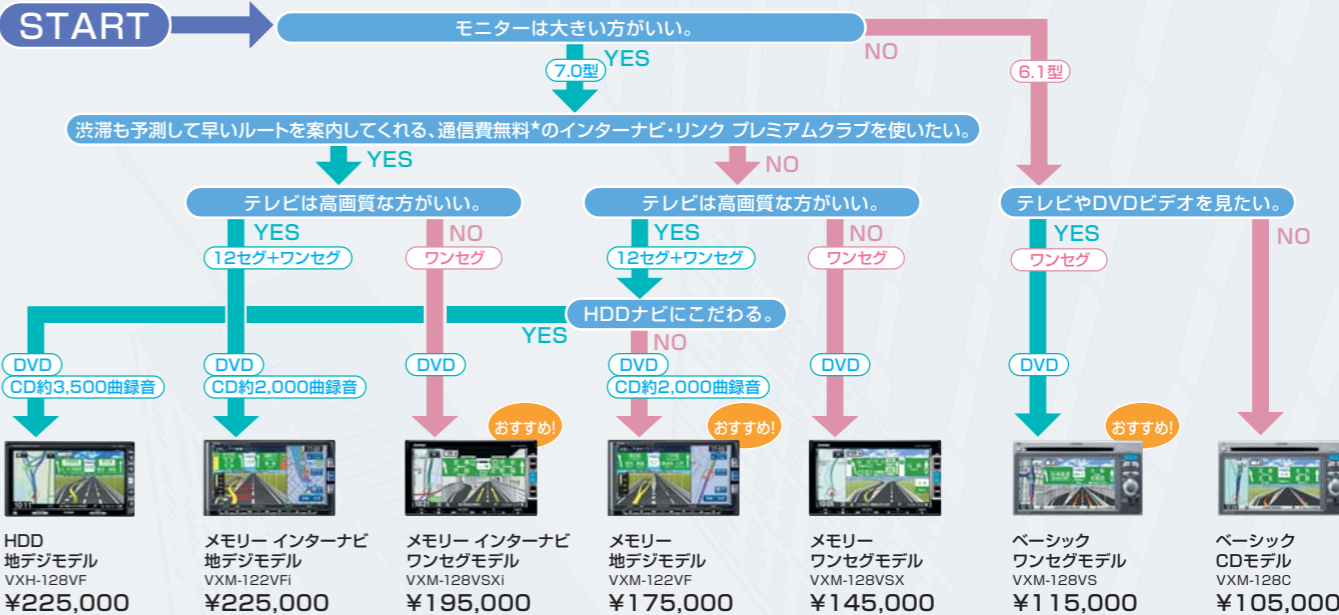 START
モニターは大きい方がいい。
YES
NO
7.0型
6.1型
渋滞も予測して早いルートを案内してくれる、通信費無料★のインターナビ・リンク プレミアムクラブを使いたい。
YES
NO
テレビは高画質な方がいい。
テレビは高画質な方がいい。
テレビやDVDビデオを見たい。
YES
NO
YES
NO
YES
NO
12セグ+ワンセグ
ワンセグ
12セグ+ワンセグ
ワンセグ
ワンセグ
HDDナビにこだわる。
YES
NO
DVD
DVD
DVD
DVD
DVD
DVD
CD約3,500曲録音
CD約2,000曲録音
CD約2,000曲録音
おすすめ!
おすすめ!
おすすめ!
HDD
地デジモデル
VXH-128VF
¥225,000
メモリー インターナビ
地デジモデル
VXM-122VFi
¥225,000
メモリー インターナビ
ワンセグモデル
VXM-128VSXi
¥195,000
メモリー
地デジモデル
VXM-122VF
¥175,000
メモリー
ワンセグモデル
VXM-128VSX
¥145,000
ベーシック
ワンセグモデル
VXM-128VS
¥115,000
ベーシック
CDモデル
VXM-128C
¥105,000